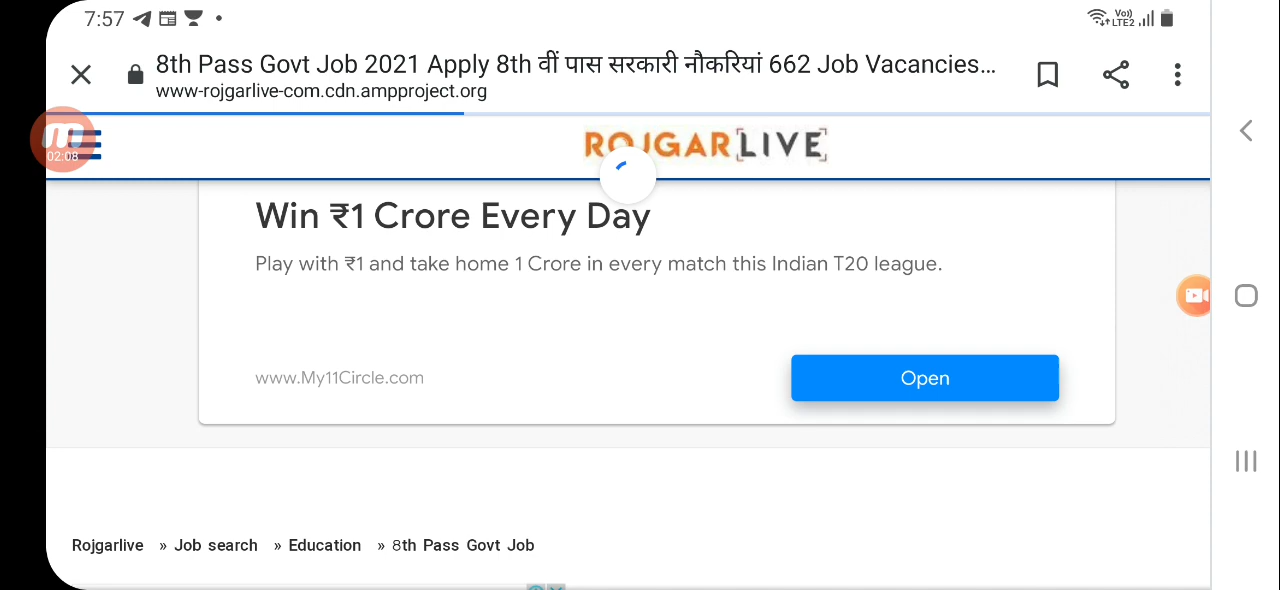 7:57
Vo)) LTE2
8th Pass Govt Job 2021 Apply 8th वीं पास सरकारी नौकरियां 662 Job Vacancies...
www-rojgarlive-com.cdn.ampproject.org
02:08
ROJGAR [LIVE]
Win ₹1 Crore Every Day
Play with ₹1 and take home 1 Crore in every match this Indian T20 league.
www.My11Circle.com
Open
Rojgarlive » Job search » Education » 8th Pass Govt Job